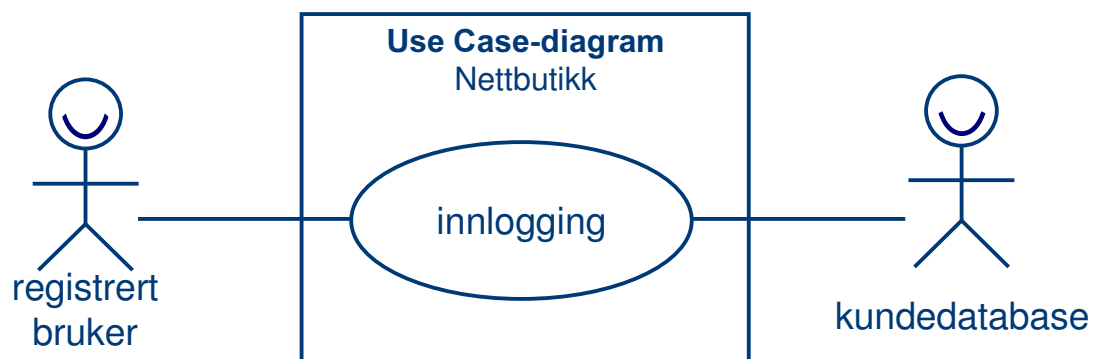 Use Case-diagram
Nettbutikk
innlogging
registrert
bruker
kundedatabase